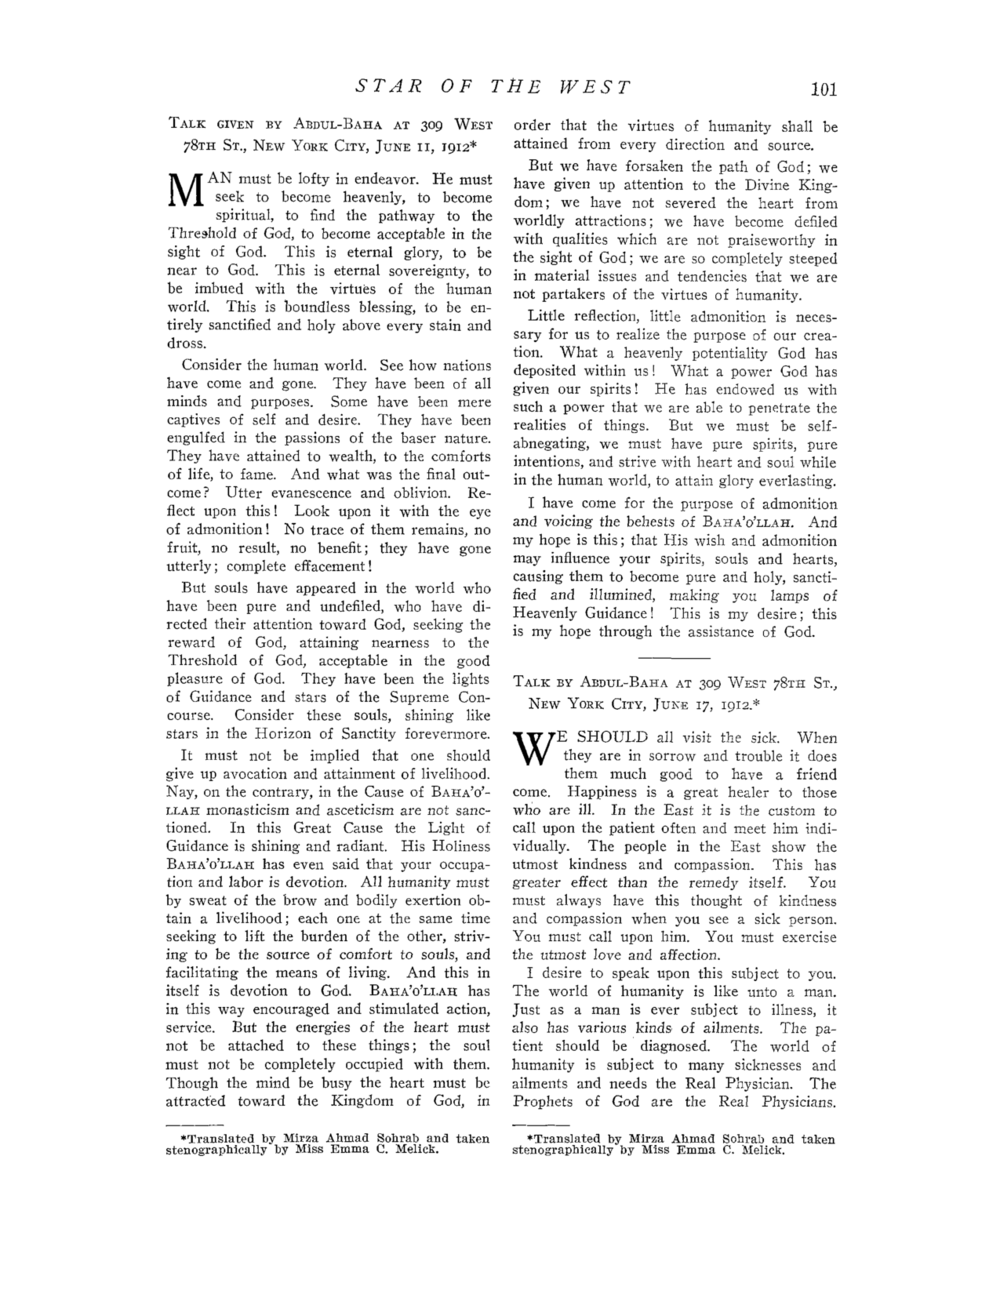 STAR OF THE WEST 101
TALK GIVEN BY ABDUL-BAHA AT 309 WEST
78TH ST., NEW YORK CITY, JUNE 11, 1912*
MAN must be lofty in endeavor. He must
seek to become heavenly, to become
spiritual, to find the pathway to the
Threshold of God, to become acceptable in the
sight of God. This is eternal glory, to be
near to God. This is eternal sovereignty, to
be imbued with the virtues of the human
world. This is boundless blessing, to be en-
tirely sanctified and holy above every stain and
dross.
Consider the human world. See how nations
have come and gone. They have been of all
minds and purposes. Some have been mere
captives of self and desire. They have been
engulfed in the passions of the baser nature.
They have attained to wealth, to the comforts
of life, to fame. And what was the final out-
come? Utter evanescence and oblivion. Re-
flect upon this! Look upon it with the eye
of admonition! No trace of them remains, no
fruit, no result, no benefit; they have gone
utterly; complete effacement!
But souls have appeared in the world who
have been pure and undefiled, who have di-
rected their attention toward God, seeking the
reward of God, attaining nearness to the
Threshold of God, acceptable in the good
pleasure of God. They have been the lights
of Guidance and stars of the Supreme Con-
course. Consider these souls, shining like
stars in the Horizon of Sanctity forevermore.
It must not be implied that one should
give up avocation and attainment of livelihood.
Nay, on the contrary, in the Cause of BAHA'O'-
LLAH monasticism and asceticism are not sanc-
tioned. In this Great Cause the Light of
Guidance is shining and radiant. His Holiness
BAHA'O'LLAH has even said that your occupa-
tion and labor is devotion. All humanity must
by sweat of the brow and bodily exertion ob-
tain a livelihood; each one at the same time
seeking to lift the burden of the other, striv-
ing to be the source of comfort to souls, and
facilitating the means of living. And this in
itself is devotion to God. BAHA'O'LLAH has
in this way encouraged and stimulated action,
service. But the energies of the heart must
not be attached to these things; the soul
must not be completely occupied with them.
Though the mind be busy the heart must be
attracted toward the Kingdom of God, in
*Translated by Mirza Ahmad Sohrab and taken
stenographically by Miss Emma C. Melick.
order that the virtues of humanity shall be
attained from every direction and source.
But we have forsaken the path of God; we
have given up attention to the Divine King-
dom; we have not severed the heart from
worldly attractions; we have become defiled
with qualities which are not praiseworthy in
the sight of God; we are so completely steeped
in material issues and tendencies that we are
not partakers of the virtues of humanity.
Little reflection, little admonition is neces-
sary for us to realize the purpose of our crea-
tion. What a heavenly potentiality God has
deposited within us! What a power God has
given our spirits! He has endowed us with
such a power that we are able to penetrate the
realities of things. But we must be self-
abnegating, we must have pure spirits, pure
intentions, and strive with heart and soul while
in the human world, to attain glory everlasting.
I have come for the purpose of admonition
and voicing the behests of BAHA'O'LLAH. And
my hope is this; that His wish and admonition
may influence your spirits, souls and hearts,
causing them to become pure and holy, sancti-
fied and illumined, making you lamps of
Heavenly Guidance! This is my desire; this
is my hope through the assistance of God.
TALK BY ABDUL-BAHA AT 309 WEST 78TH ST.,
NEW YORK CITY, JUNE 17, 1912.*
WE SHOULD all visit the sick. When
they are in sorrow and trouble it does
them much good to have a friend
come. Happiness is a great healer to those
who are ill. In the East it is the custom to
call upon the patient often and meet him indi-
vidually. The people in the East show the
utmost kindness and compassion. This has
greater effect than the remedy itself. You
must always have this thought of kindness
and compassion when you see a sick person.
You must call upon him. You must exercise
the utmost love and affection.
I desire to speak upon this subject to you.
The world of humanity is like unto a man.
Just as a man is ever subject to illness, it
also has various kinds of ailments. The pa-
tient should be diagnosed. The world of
humanity is subject to many sicknesses and
ailments and needs the Real Physician. The
Prophets of God are the Real Physicians.
*Translated by Mirza Ahmad Sohrab and taken
stenographically by Miss Emma C. Melick.